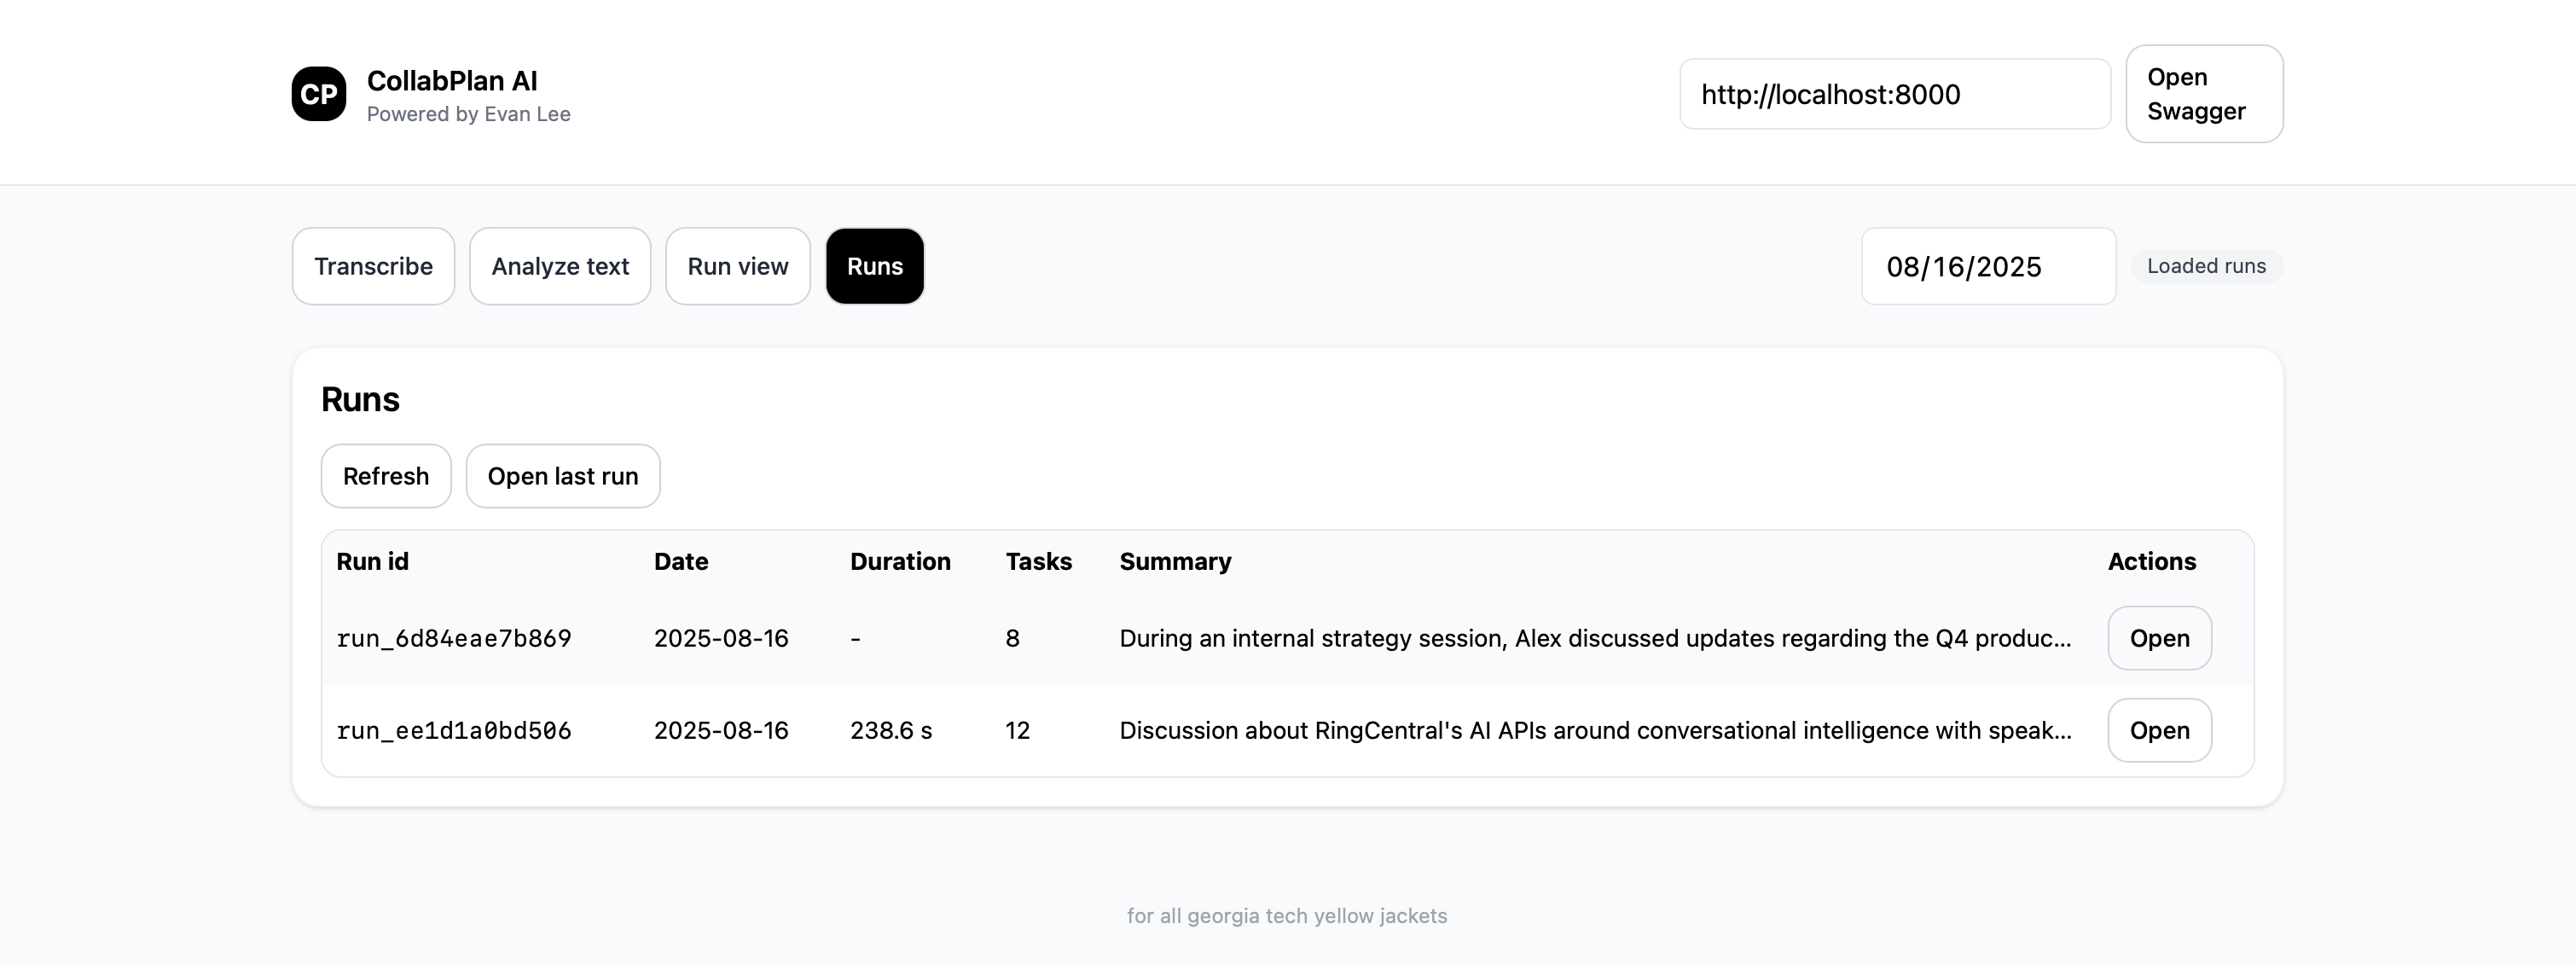 CP
CollabPlan AI
Powered by Evan Lee
http://localhost:8000
Open
Swagger
Transcribe
Analyze text
Run view
Runs
08/16/2025
Loaded runs
Runs
Refresh
Open last run
Run id Date Duration Tasks Summary Actions
run_6d84eae7b869 2025-08-16 - 8 During an internal strategy session, Alex discussed updates regarding the Q4 produc... Open
run_ee1d1a0bd506 2025-08-16 238.6 s 12 Discussion about RingCentral's AI APIs around conversational intelligence with speak... Open
for all georgia tech yellow jackets